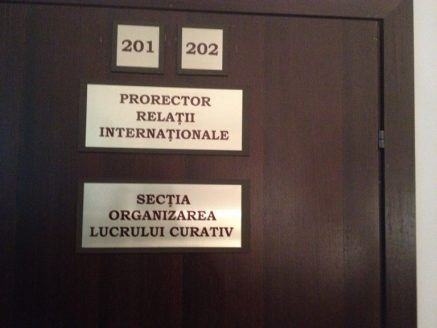 201 202
PRORECTOR
RELAȚII
INTERNAȚIONALE
SECȚIA
ORGANIZAREA
LUCRULUI CURATIV